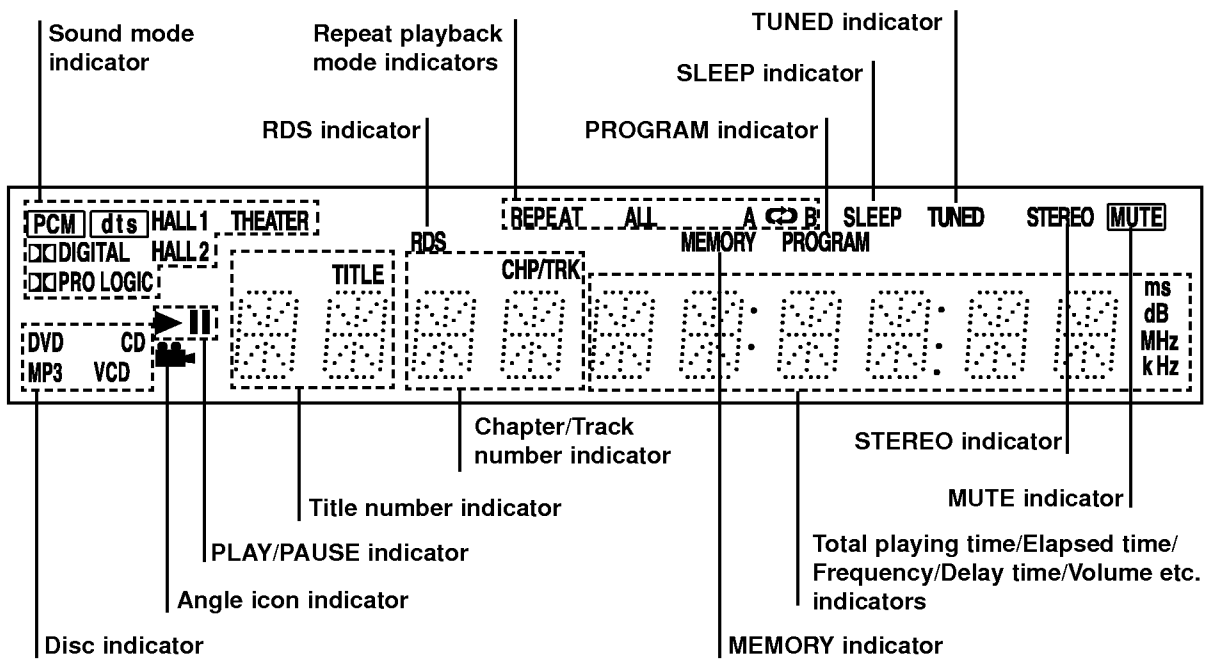 TUNED indicator
Sound mode
indicator
Repeat playback
mode indicators
SLEEP indicator
RDS indicator
PROGRAM indicator
PCM dts HALL 1 THEATER
REPEAT ALL A B SLEEP TUNED STEREO MUTE
RDS
MEMORY PROGRAM
DIGITAL HALL 2
PRO LOGIC
TITLE
CHP/TRK
ms
dB
MHz
kHz
DVD CD
MP3 VCD
Chapter/Track
number indicator
STEREO indicator
Title number indicator
MUTE indicator
PLAY/PAUSE indicator
Total playing time/Elapsed time/
Frequency/Delay time/Volume etc.
indicators
Angle icon indicator
Disc indicator
MEMORY indicator